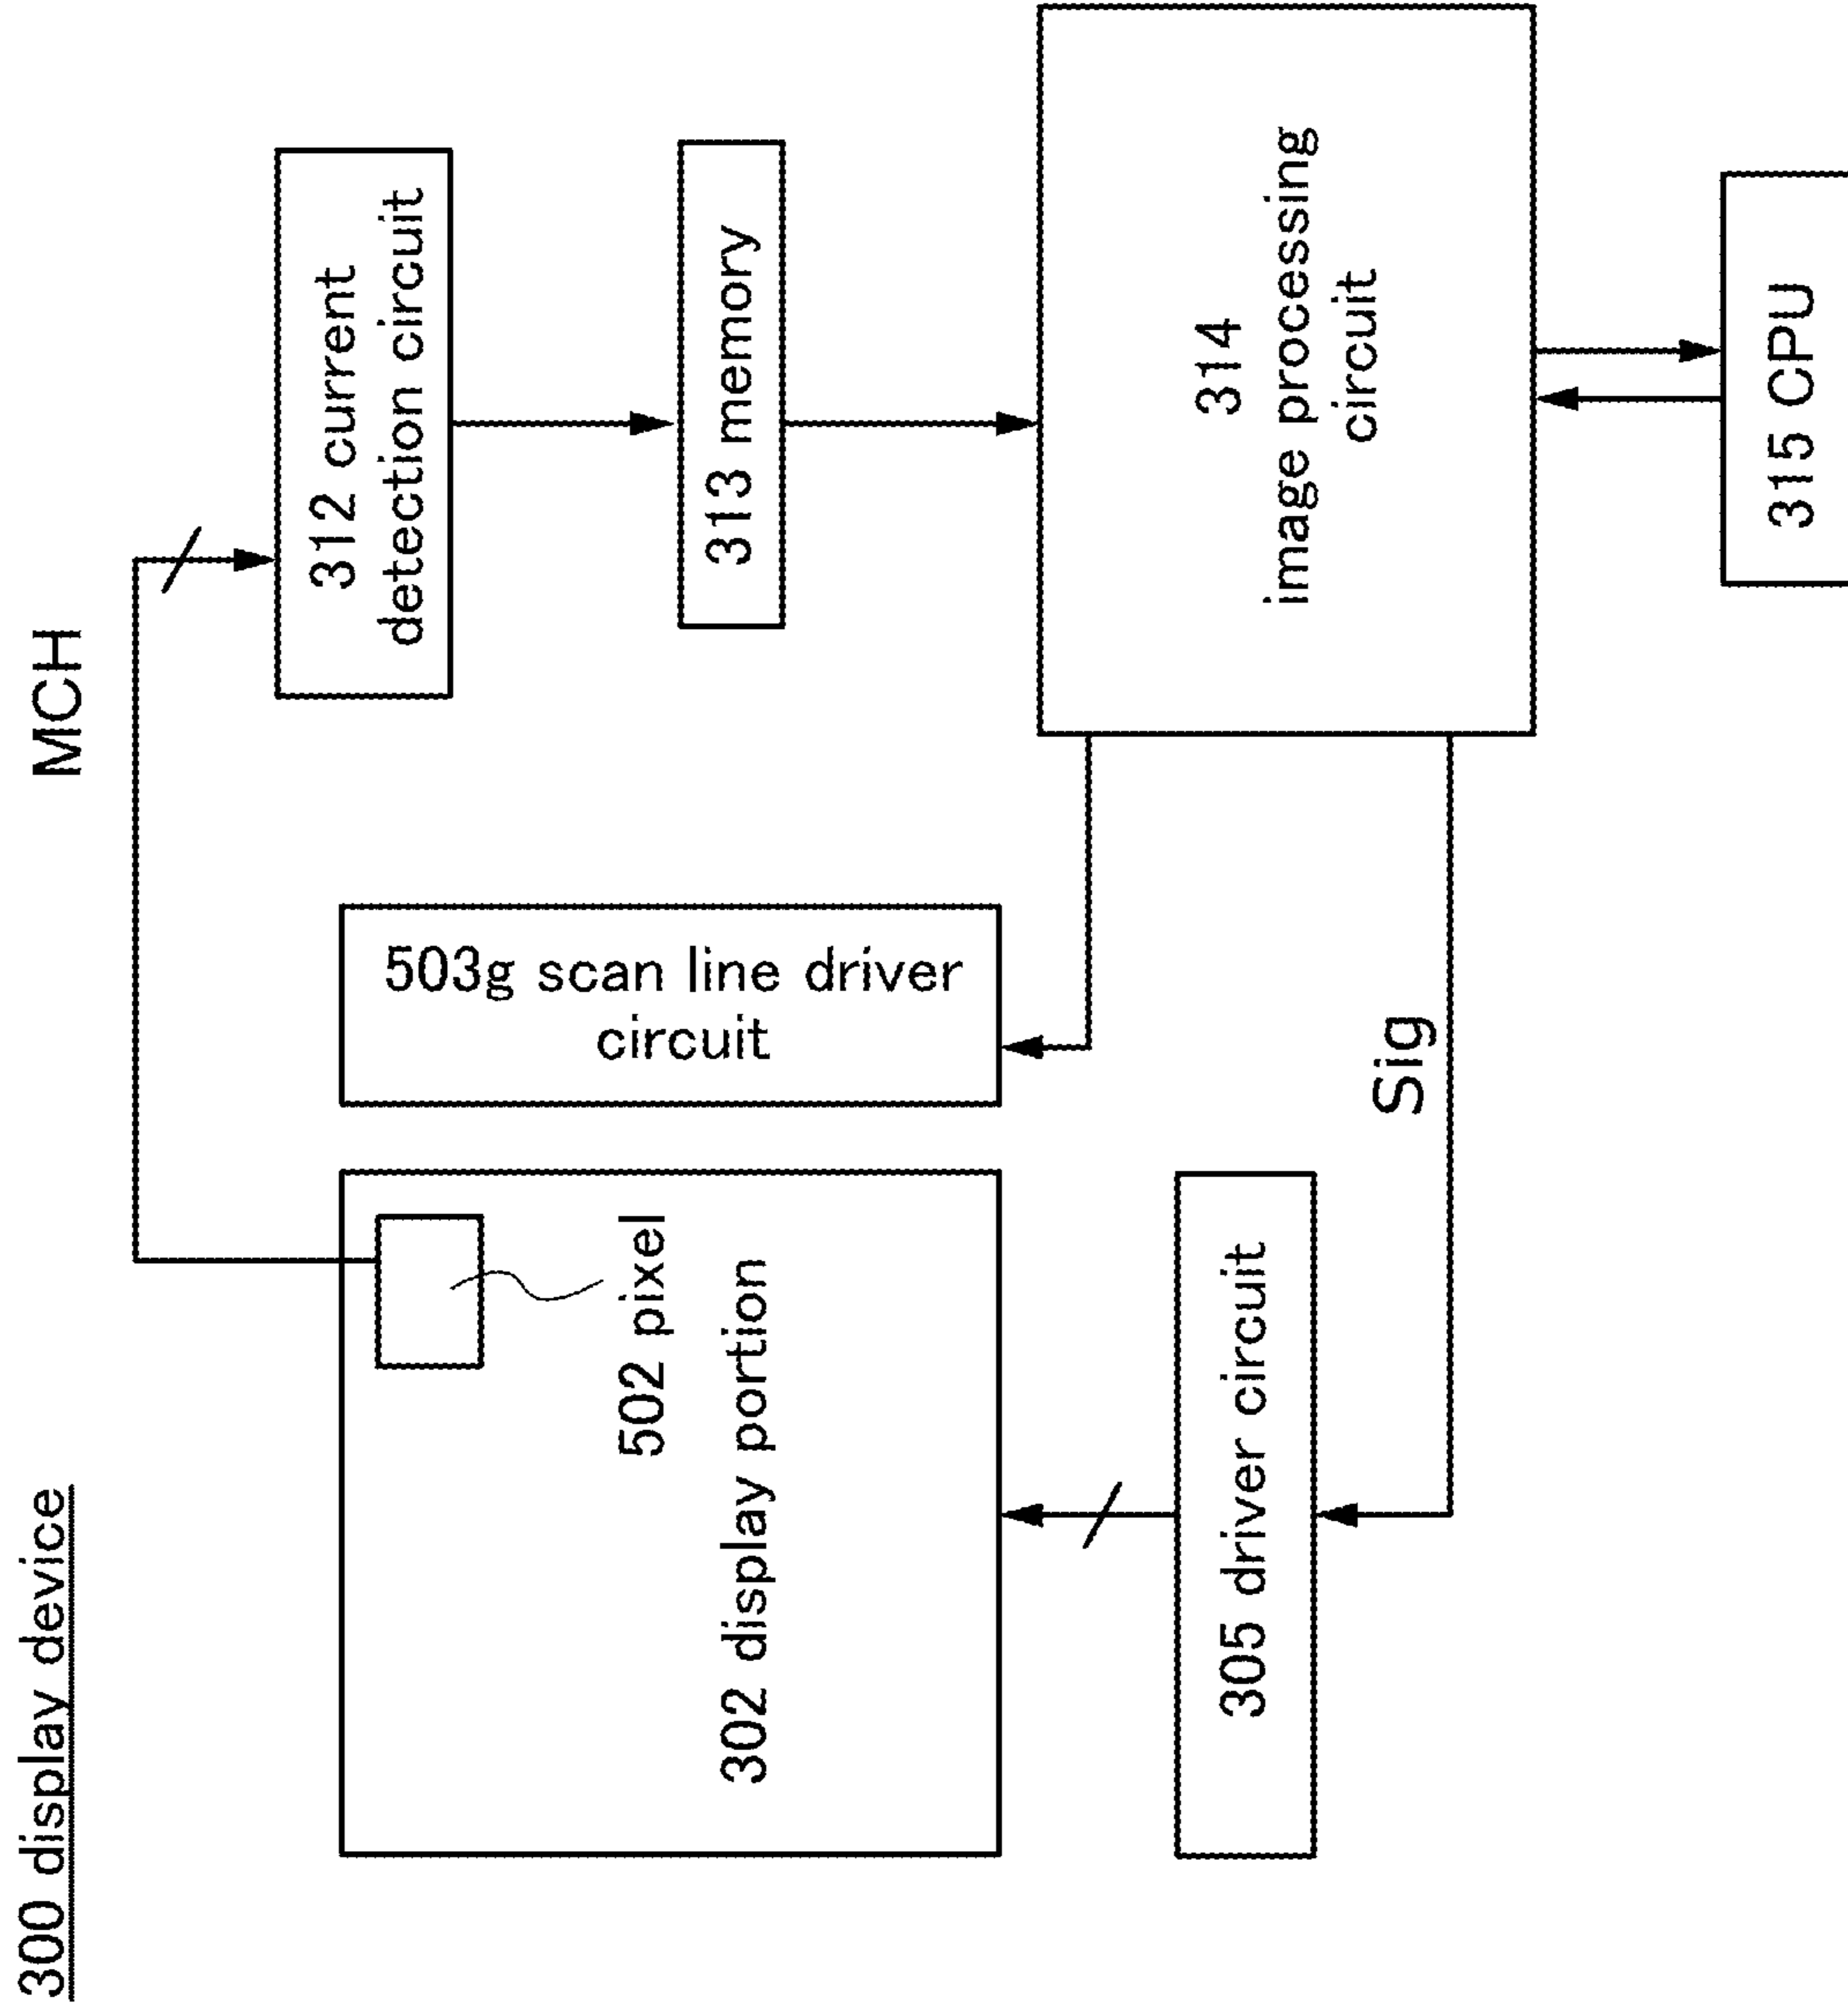 300 display device
MCH
502 pixel
302 display portion
503g scan line driver
circuit
312 current
detection circuit
313 memory
305 driver circuit
Sig
314
image processing
circuit
315 CPU